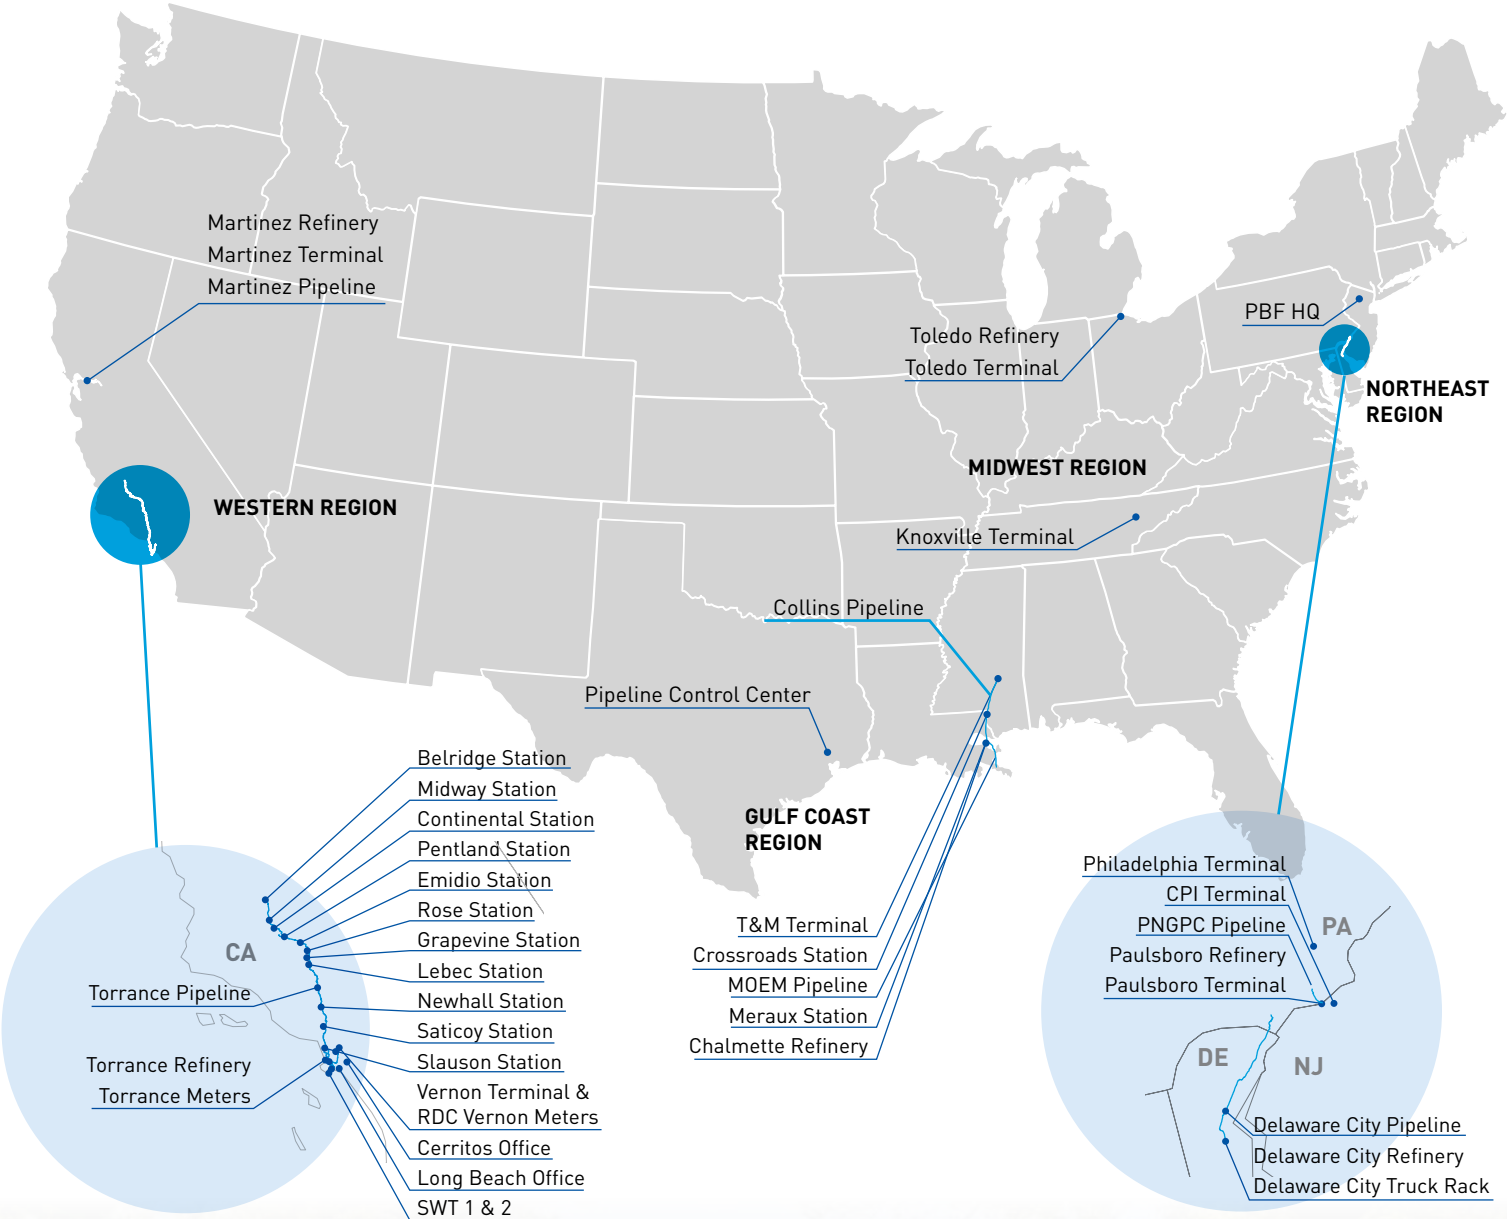 Martinez Refinery
Martinez Terminal
Martinez Pipeline
PBF HQ
Toledo Refinery
Toledo Terminal
NORTHEAST
REGION
MIDWEST REGION
WESTERN REGION
Knoxville Terminal
Collins Pipeline
Pipeline Control Center
GULF COAST
REGION
Belridge Station
Midway Station
Continental Station
Pentland Station
Emidio Station
Rose Station
Grapevine Station
Lebec Station
Newhall Station
Saticoy Station
Slauson Station
Vernon Terminal &
RDC Vernon Meters
Cerritos Office
Long Beach Office
SWT 1 & 2
CA
Torrance Pipeline
Torrance Refinery
Torrance Meters
T&M Terminal
Crossroads Station
MOEM Pipeline
Meraux Station
Chalmette Refinery
Philadelphia Terminal
CPI Terminal
PNGPC Pipeline
Paulsboro Refinery
Paulsboro Terminal
PA
DE
NJ
Delaware City Pipeline
Delaware City Refinery
Delaware City Truck Rack